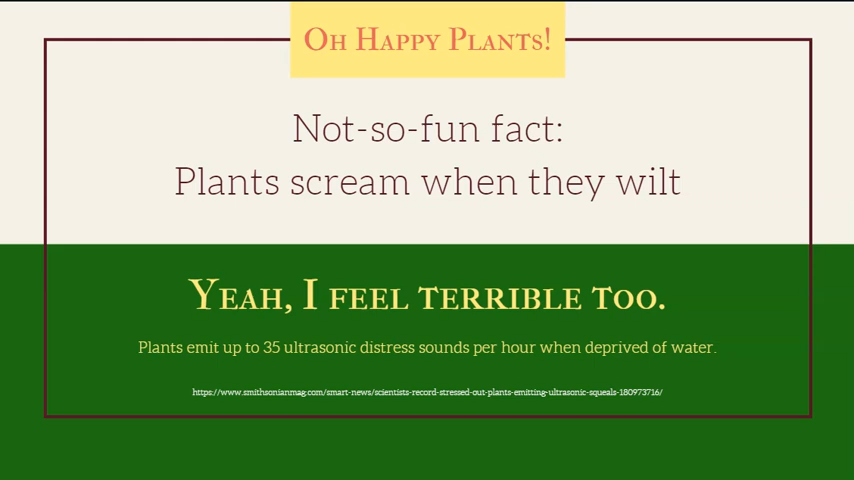 Oh Happy Plants!
Not-so-fun fact:
Plants scream when they wilt
Yeah, I feel terrible too.
Plants emit up to 35 ultrasonic distress sounds per hour when deprived of water.
https://www.smithsonianmag.com/smart-news/scientists-record-stressed-out-plants-emitting-ultrasonic-squeals-180973716/